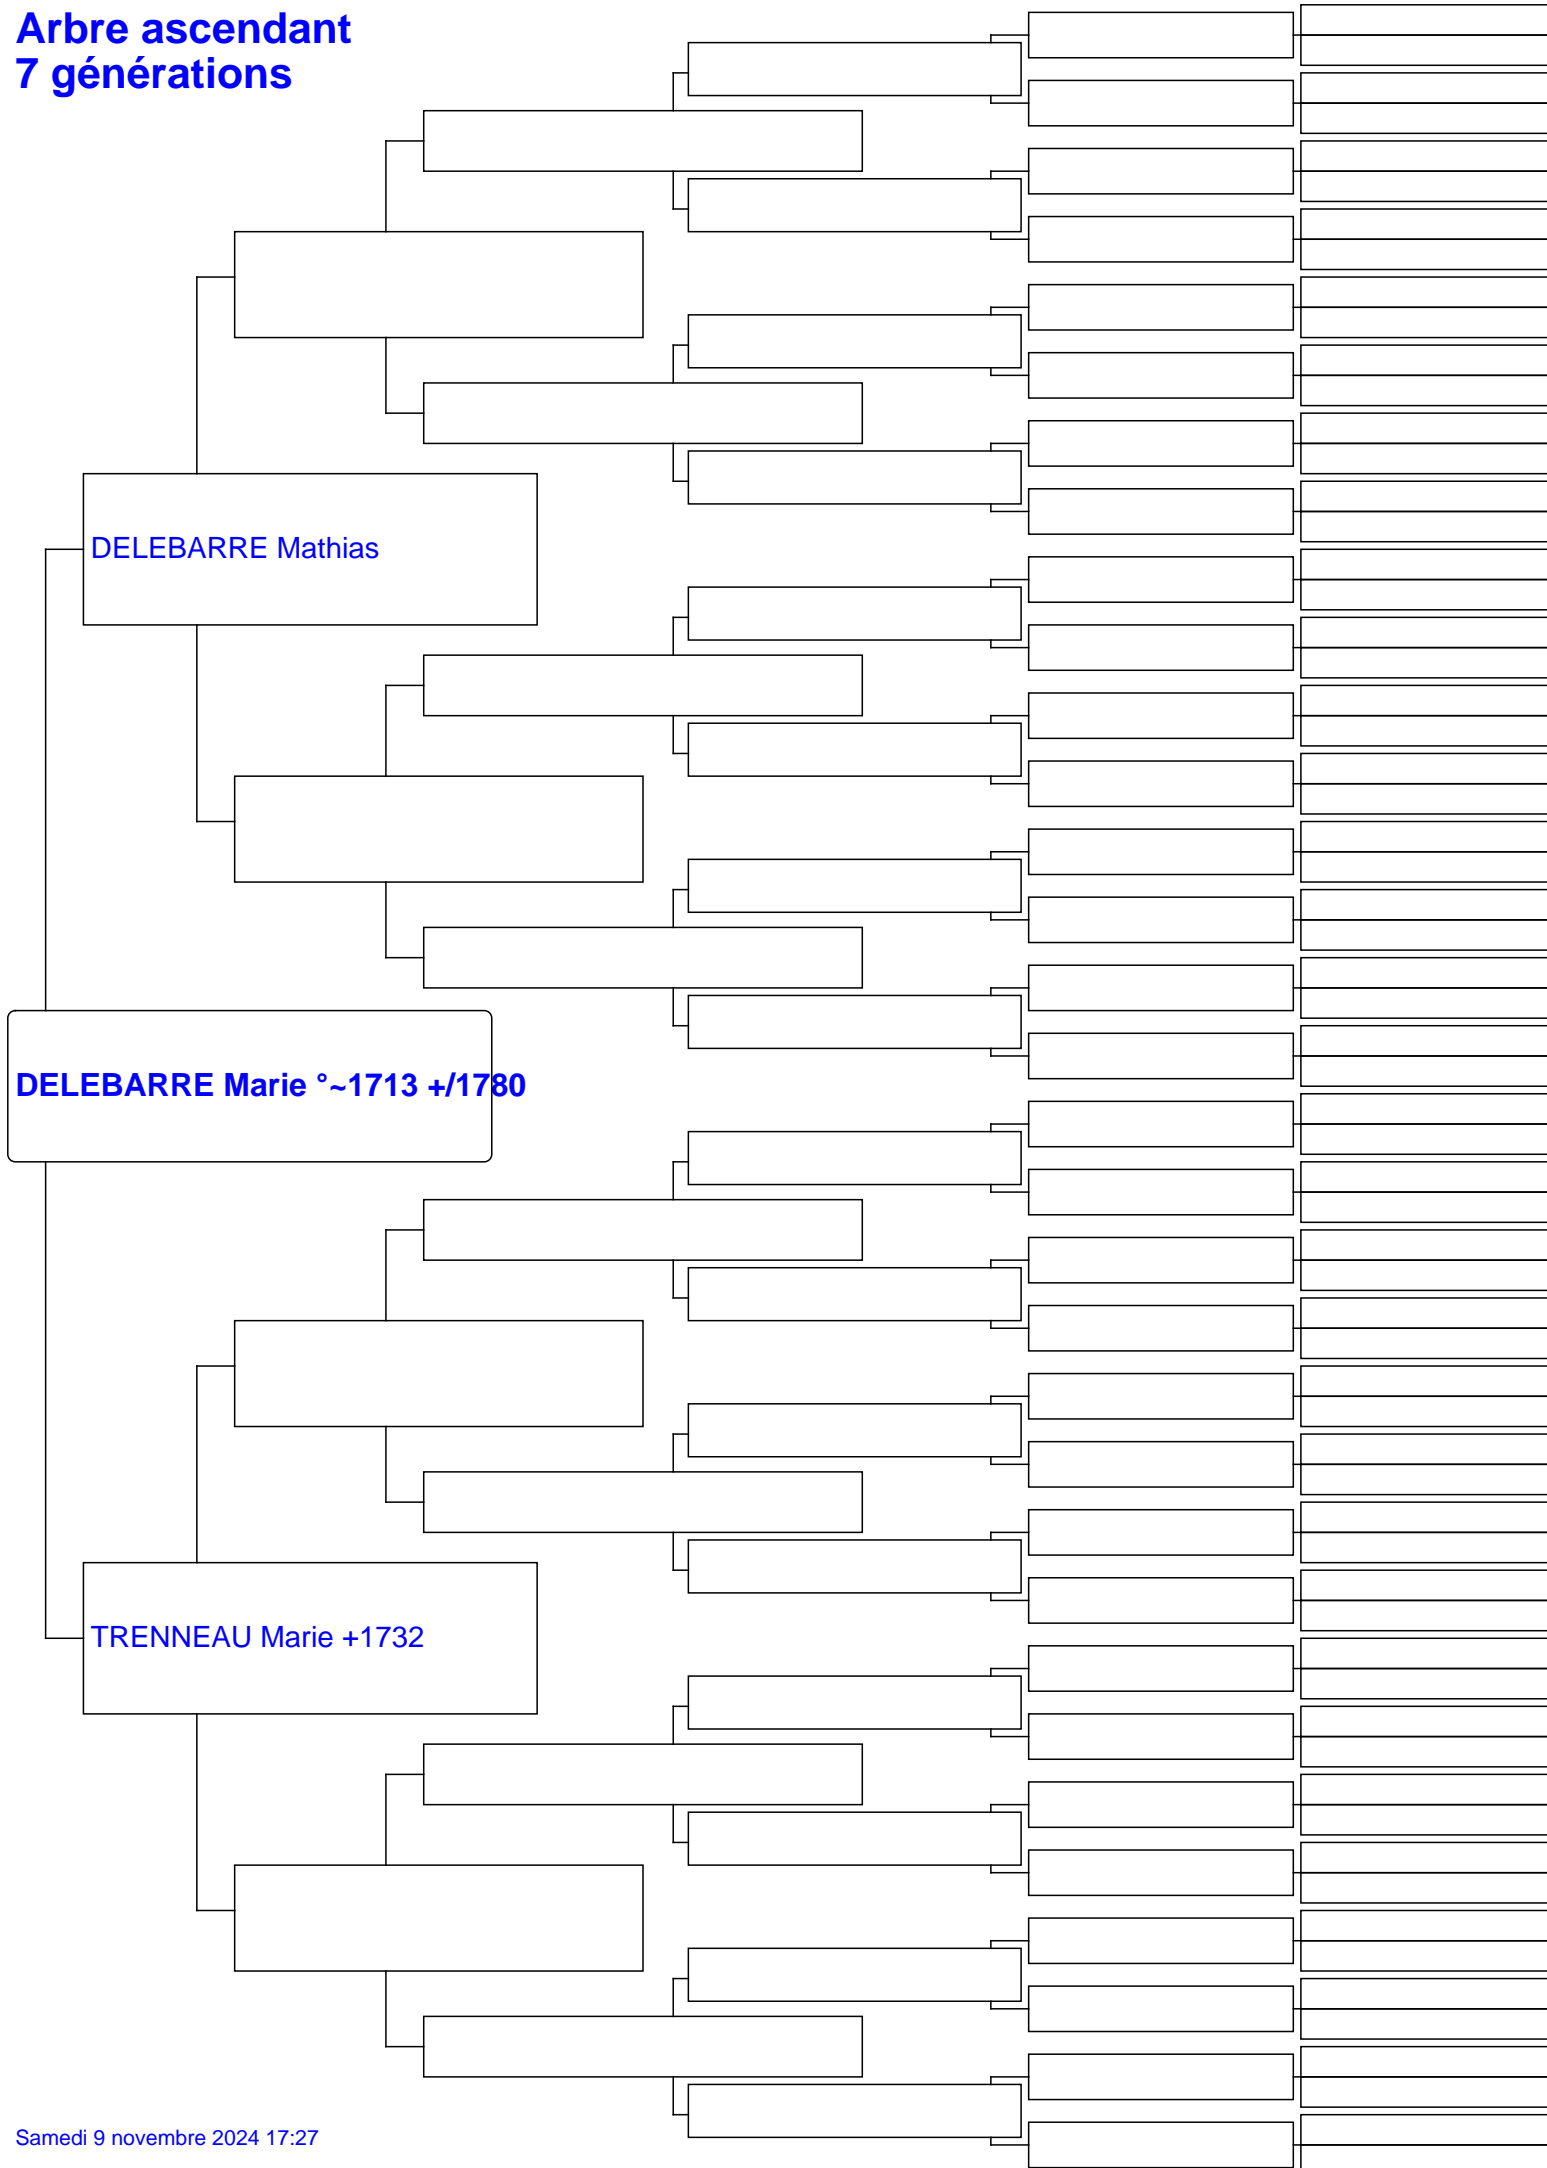 Arbre ascendant
7 générations
DELEBARRE Mathias
DELEBARRE Marie °~1713 +/1780
TRENNEAU Marie +1732
Samedi 9 novembre 2024 17:27